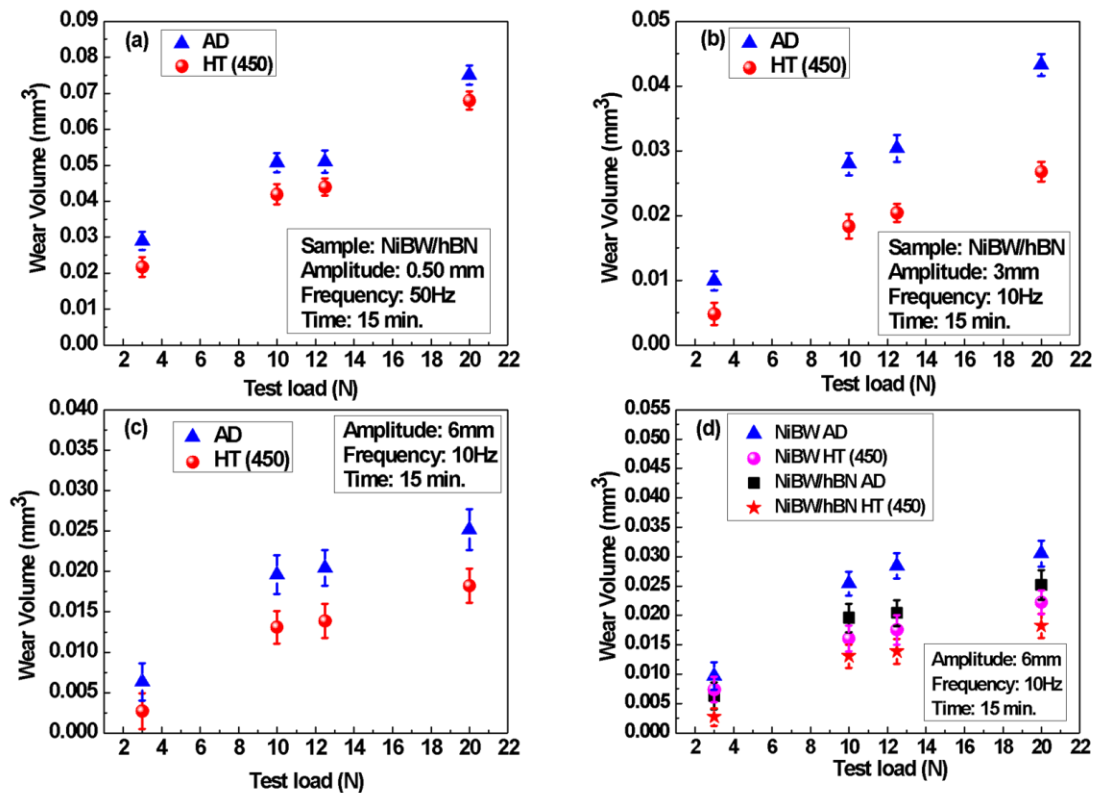 (a)
AD
HT (450)
Sample: NiBW/hBN
Amplitude: 0.50 mm
Frequency: 50Hz
Time: 15 min.
Wear Volume (mm³)
0.09
0.08
0.07
0.06
0.05
0.04
0.03
0.02
0.01
0.00
2 4 6 8 10 12 14 16 18 20 22
Test load (N)
(b)
AD
HT (450)
Sample: NiBW/hBN
Amplitude: 3mm
Frequency: 10Hz
Time: 15 min.
Wear Volume (mm³)
0.05
0.04
0.03
0.02
0.01
0.00
2 4 6 8 10 12 14 16 18 20 22
Test load (N)
(c)
AD
HT (450)
Amplitude: 6mm
Frequency: 10Hz
Time: 15 min.
Wear Volume (mm³)
0.040
0.035
0.030
0.025
0.020
0.015
0.010
0.005
0.000
2 4 6 8 10 12 14 16 18 20 22
Test load (N)
(d)
NiBW AD
NiBW HT (450)
NiBW/hBN AD
NiBW/hBN HT (450)
Amplitude: 6mm
Frequency: 10Hz
Time: 15 min.
Wear Volume (mm³)
0.055
0.050
0.045
0.040
0.035
0.030
0.025
0.020
0.015
0.010
0.005
0.000
2 4 6 8 10 12 14 16 18 20 22
Test load (N)